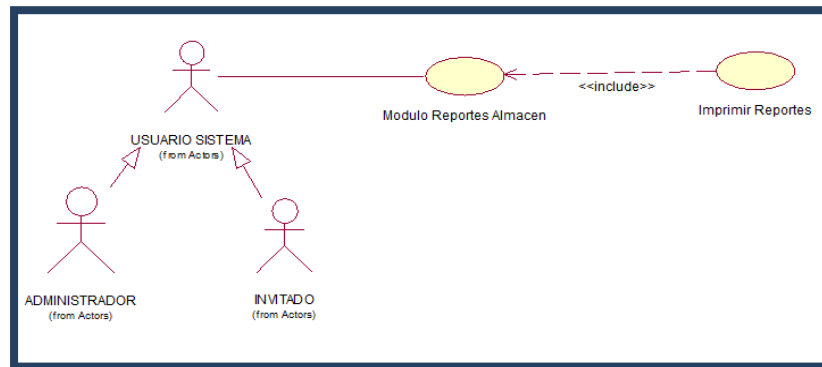 <<include>>
Modulo Reportes Almacen
Imprimir Reportes
USUARIO SISTEMA
(from Actors)
ADMINISTRADOR
(from Actors)
INVITADO
(from Actors)